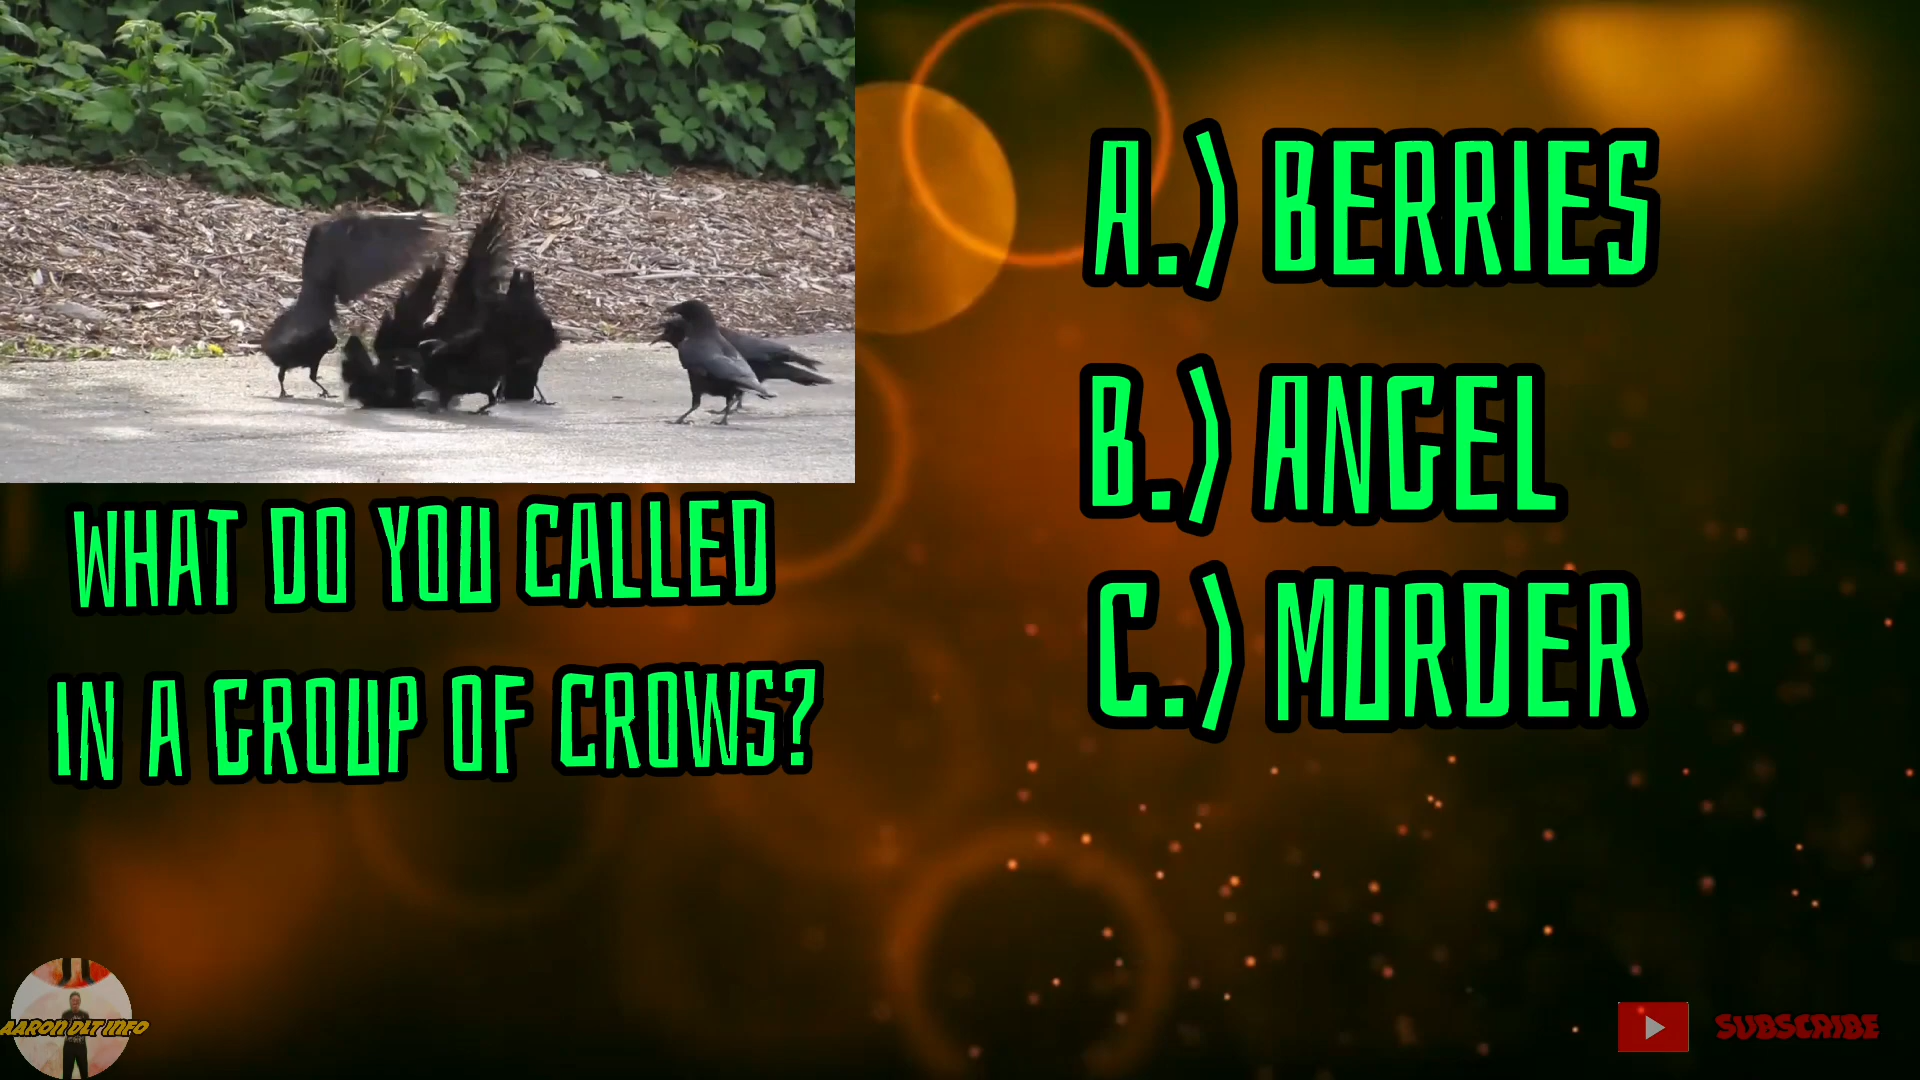 WHAT DO YOU CALLED
IN A GROUP OF CROWS?
A.) BERRIES
B.) ANGEL
C.) MURDER
AARON DLT INFO
SUBSCRIBE